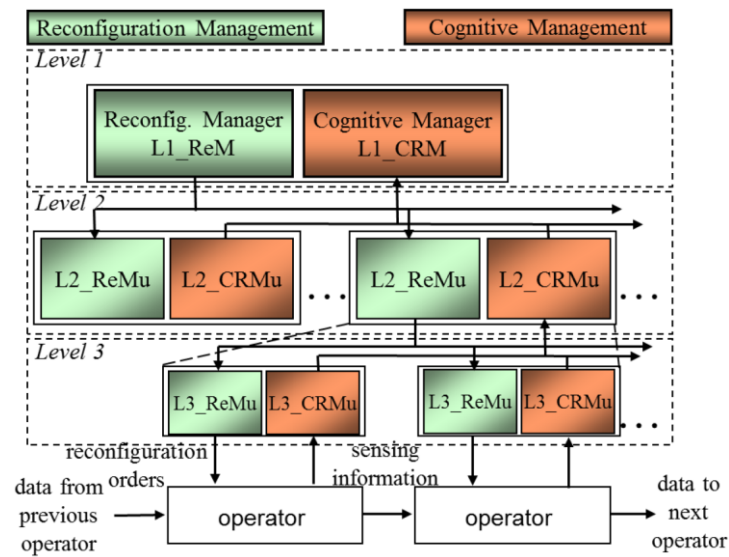 Reconfiguration Management
Cognitive Management
Level 1
Reconfig. Manager
L1_ReM
Cognitive Manager
L1_CRM
Level 2
L2_ReMu
L2_CRMu
...
L2_ReMu
L2_CRMu
...
Level 3
L3_ReMu
L3_CRMu
L3_ReMu
L3_CRMu
...
reconfiguration
orders
sensing
information
data from
previous
operator
operator
operator
data to
next
operator